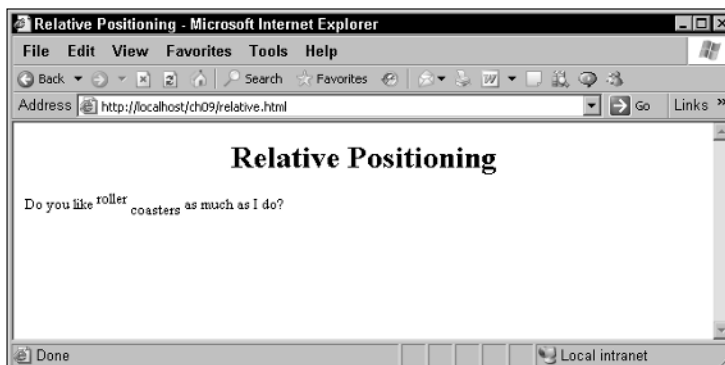 Relative Positioning - Microsoft Internet Explorer
File Edit View Favorites Tools Help
Back Search Favorites
Address http://localhost/ch09/relative.html Go Links »
Relative Positioning
Do you like roller coasters as much as I do?
Done Local intranet